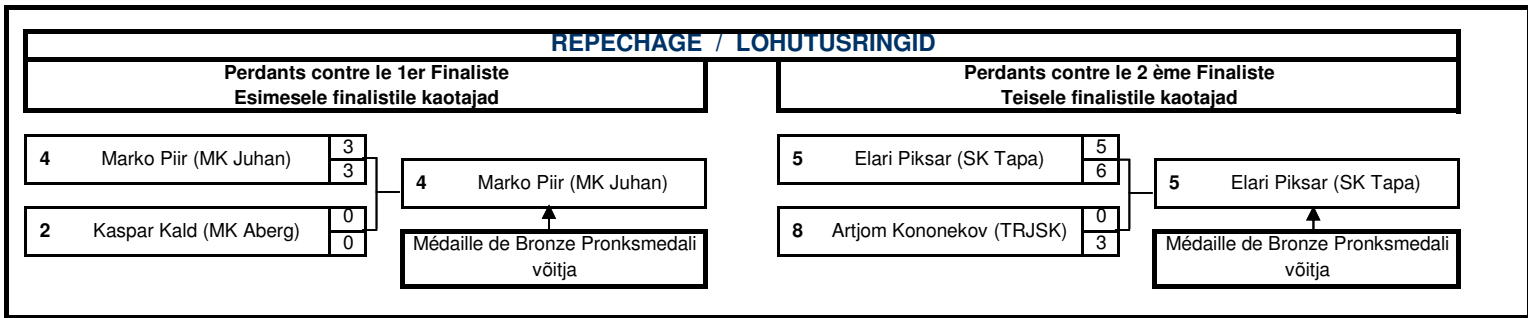 REPECHAGE / LOHUTUSRINGID
Perdants contre le 1er Finaliste
Esimesele finalistile kaotajad
Perdants contre le 2 ème Finaliste
Teisele finalistile kaotajad
4 Marko Piir (MK Juhan) 3
3
2 Kaspar Kald (MK Aberg) 0
0
4 Marko Piir (MK Juhan)
Médaille de Bronze Pronksmedali
võitja
5 Elari Piksar (SK Tapa) 5
6
8 Artjom Kononekov (TRJSK) 0
3
5 Elari Piksar (SK Tapa)
Médaille de Bronze Pronksmedali
võitja